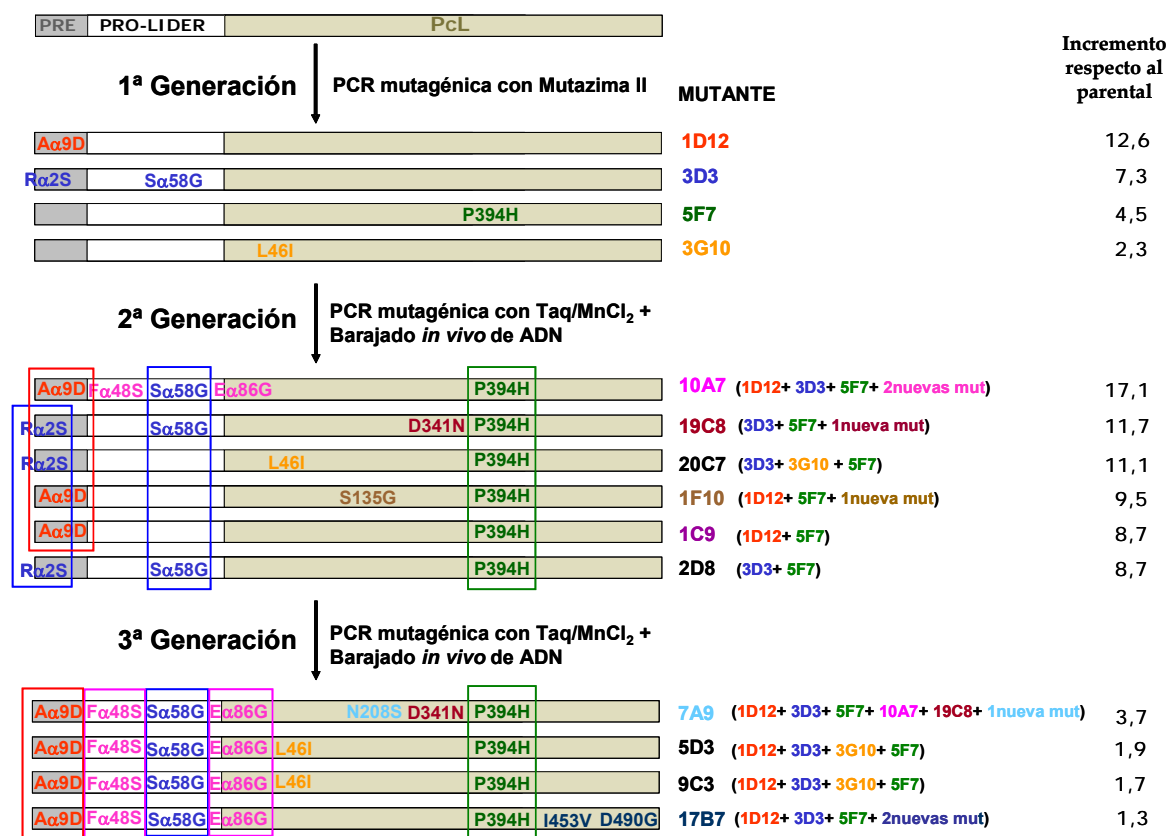 PRE PRO-LIDER PcL
Incremento
respecto al
parental
1ª Generación PCR mutagénica con Mutazima II MUTANTE
Aα9D 1D12 12,6
Rα2S Sα58G 3D3 7,3
P394H 5F7 4,5
L46I 3G10 2,3
2ª Generación PCR mutagénica con Taq/MnCl₂ +
Barajado in vivo de ADN
Aα9D Fα48S Sα58G Eα86G P394H 10A7 (1D12+ 3D3+ 5F7+ 2nuevas mut) 17,1
Rα2S Sα58G D341N P394H 19C8 (3D3+ 5F7+ 1nueva mut) 11,7
Rα2S L46I P394H 20C7 (3D3+ 3G10 + 5F7) 11,1
Aα9D S135G P394H 1F10 (1D12+ 5F7+ 1nueva mut) 9,5
Aα9D P394H 1C9 (1D12+ 5F7) 8,7
Rα2S Sα58G P394H 2D8 (3D3+ 5F7) 8,7
3ª Generación PCR mutagénica con Taq/MnCl₂ +
Barajado in vivo de ADN
Aα9D Fα48S Sα58G Eα86G N208S D341N P394H 7A9 (1D12+ 3D3+ 5F7+ 10A7+ 19C8+ 1nueva mut) 3,7
Aα9D Fα48S Sα58G Eα86G L46I P394H 5D3 (1D12+ 3D3+ 3G10+ 5F7) 1,9
Aα9D Fα48S Sα58G Eα86G L46I P394H 9C3 (1D12+ 3D3+ 3G10+ 5F7) 1,7
Aα9D Fα48S Sα58G Eα86G P394H I453V D490G 17B7 (1D12+ 3D3+ 5F7+ 2nuevas mut) 1,3